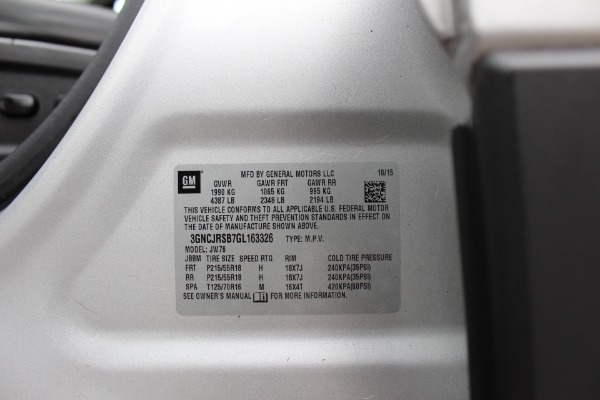 GM MFD BY GENERAL MOTORS LLC 10/15
GVWR GAWR FRT GAWR RR
1990 KG 1065 KG 995 KG
4387 LB 2348 LB 2194 LB
THIS VEHICLE CONFORMS TO ALL APPLICABLE U.S. FEDERAL MOTOR
VEHICLE SAFETY AND THEFT PREVENTION STANDARDS IN EFFECT ON
THE DATE OF MANUFACTURE SHOWN ABOVE.
3GNCJRSB7GL163326 TYPE: M.P.V.
MODEL: JW76
JBBM TIRE SIZE SPEED RTG RIM COLD TIRE PRESSURE
FRT P215/55R18 H 18X7J 240KPA(35PSI)
RR P215/55R18 H 18X7J 240KPA(35PSI)
SPA T125/70R16 M 16X4T 420KPA(60PSI)
SEE OWNER'S MANUAL FOR MORE INFORMATION.